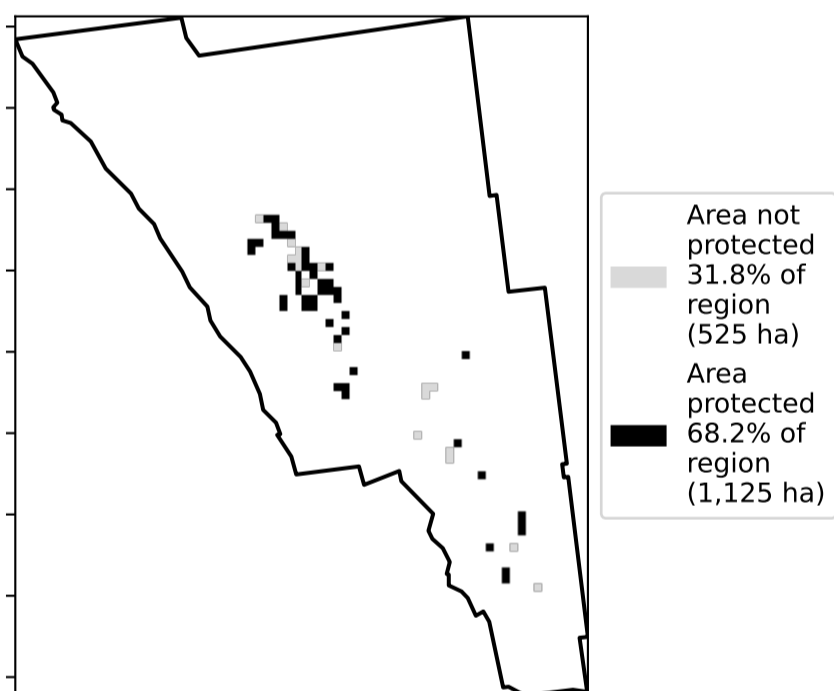 Area not
protected
31.8% of
region
(525 ha)
Area
protected
68.2% of
region
(1,125 ha)